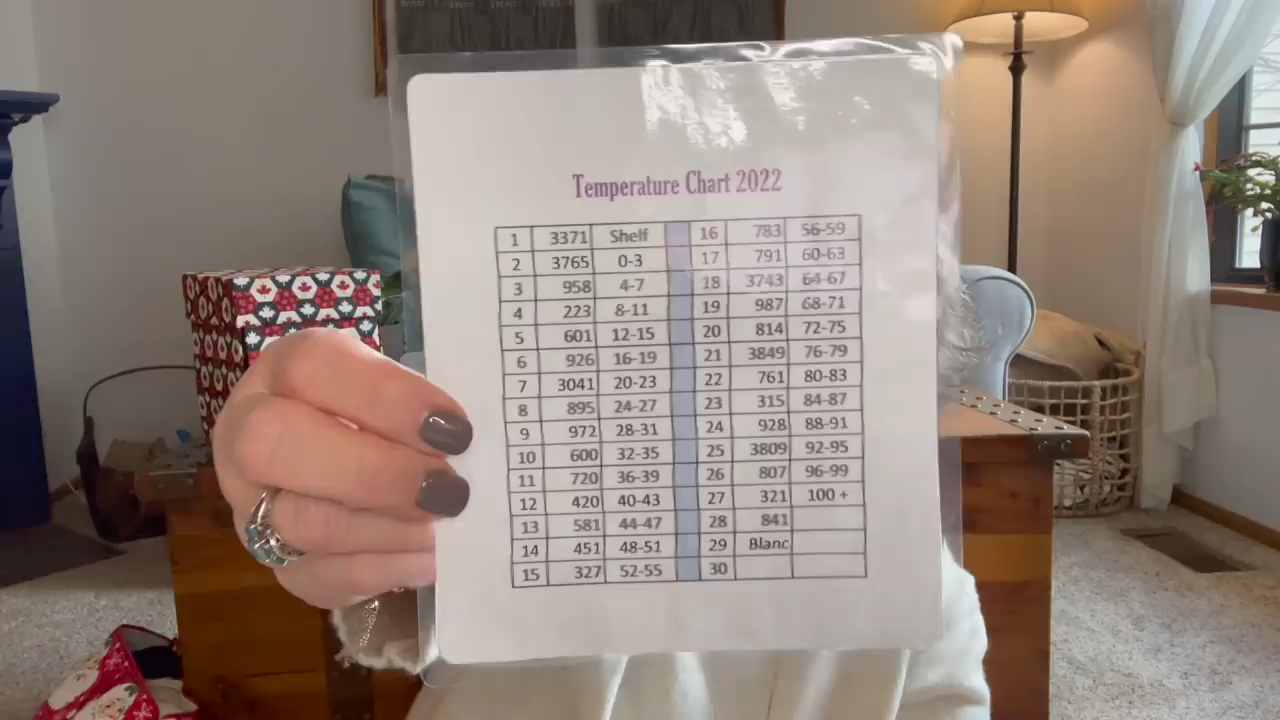 Temperature Chart 2022
1 3371 Shelf 16 783 56-59
2 3765 0-3 17 791 60-63
3 958 4-7 18 3743 64-67
4 223 8-11 19 987 68-71
5 601 12-15 20 814 72-75
6 926 16-19 21 3849 76-79
7 3041 20-23 22 761 80-83
8 895 24-27 23 315 84-87
9 972 28-31 24 928 88-91
10 600 32-35 25 3809 92-95
11 720 36-39 26 807 96-99
12 420 40-43 27 321 100 +
13 581 44-47 28 841
14 451 48-51 29 Blanc
15 327 52-55 30